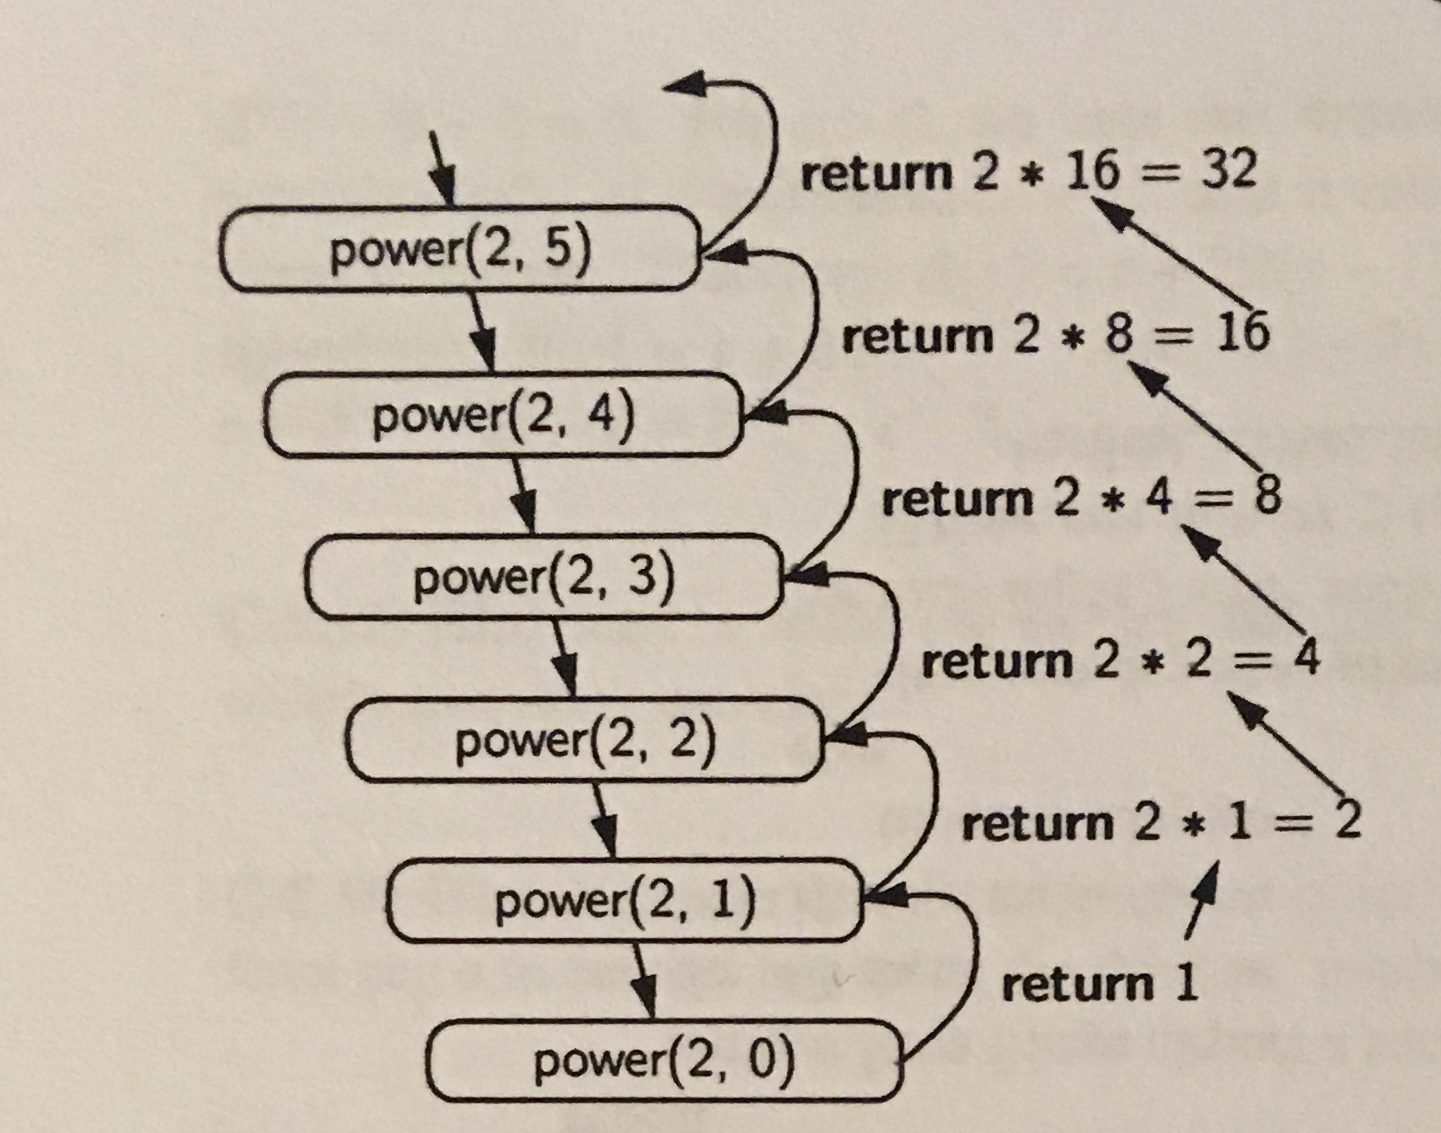 return 2 * 16 = 32
power(2, 5)
return 2 * 8 = 16
power(2, 4)
return 2 * 4 = 8
power(2, 3)
return 2 * 2 = 4
power(2, 2)
return 2 * 1 = 2
power(2, 1)
return 1
power(2, 0)